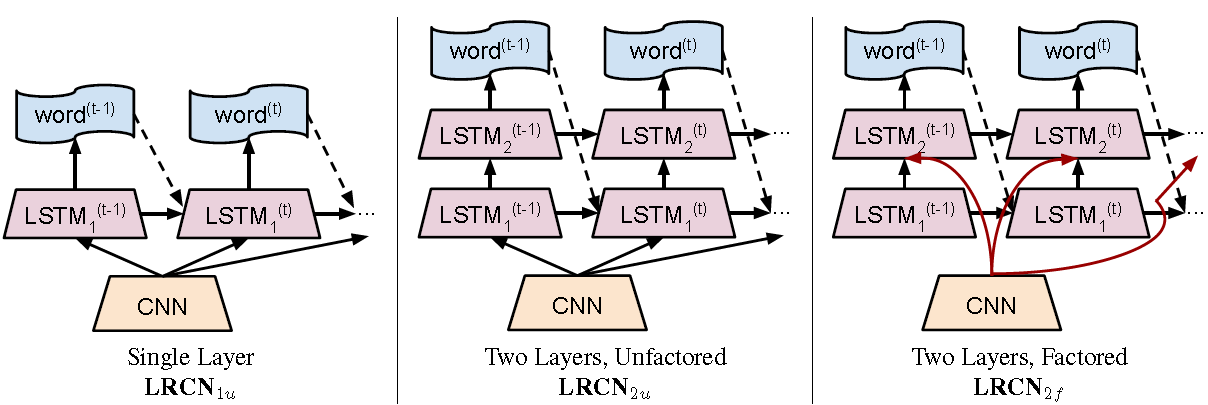 word(t-1) word(t)
LSTM1(t-1) LSTM1(t) ...
CNN
Single Layer
LRCN1u
word(t-1) word(t)
LSTM2(t-1) LSTM2(t) ...
LSTM1(t-1) LSTM1(t) ...
CNN
Two Layers, Unfactored
LRCN2u
word(t-1) word(t)
LSTM2(t-1) LSTM2(t) ...
LSTM1(t-1) LSTM1(t) ...
CNN
Two Layers, Factored
LRCN2f